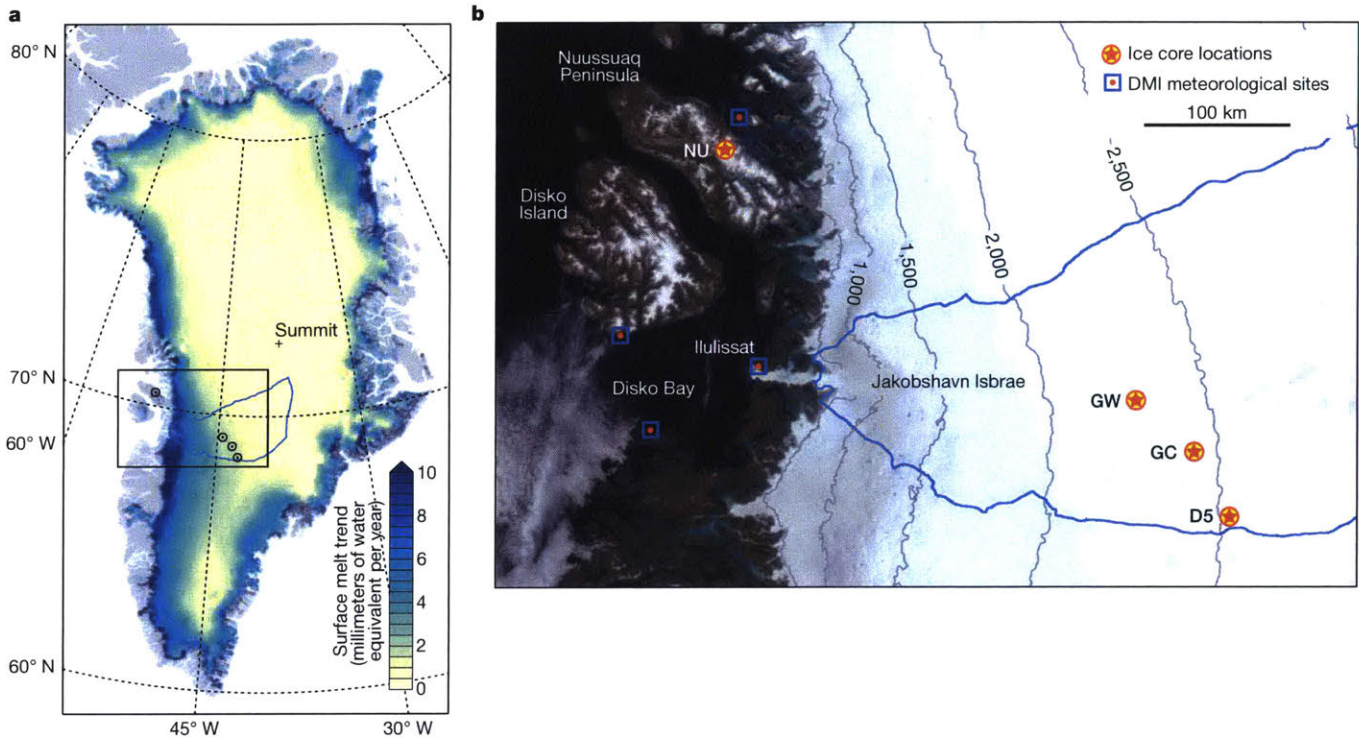 a
80° N
70° N
60° W
60° N
45° W
30° W
Summit
+
Surface melt trend
(millimeters of water
equivalent per year)
10
8
6
4
2
0
b
Nuussuaq
Peninsula
NU
Disko
Island
Ilulissat
Disko Bay
Jakobshavn Isbrae
1,000
1,500
2,000
-2,500
GW
GC
D5
Ice core locations
DMI meteorological sites
100 km